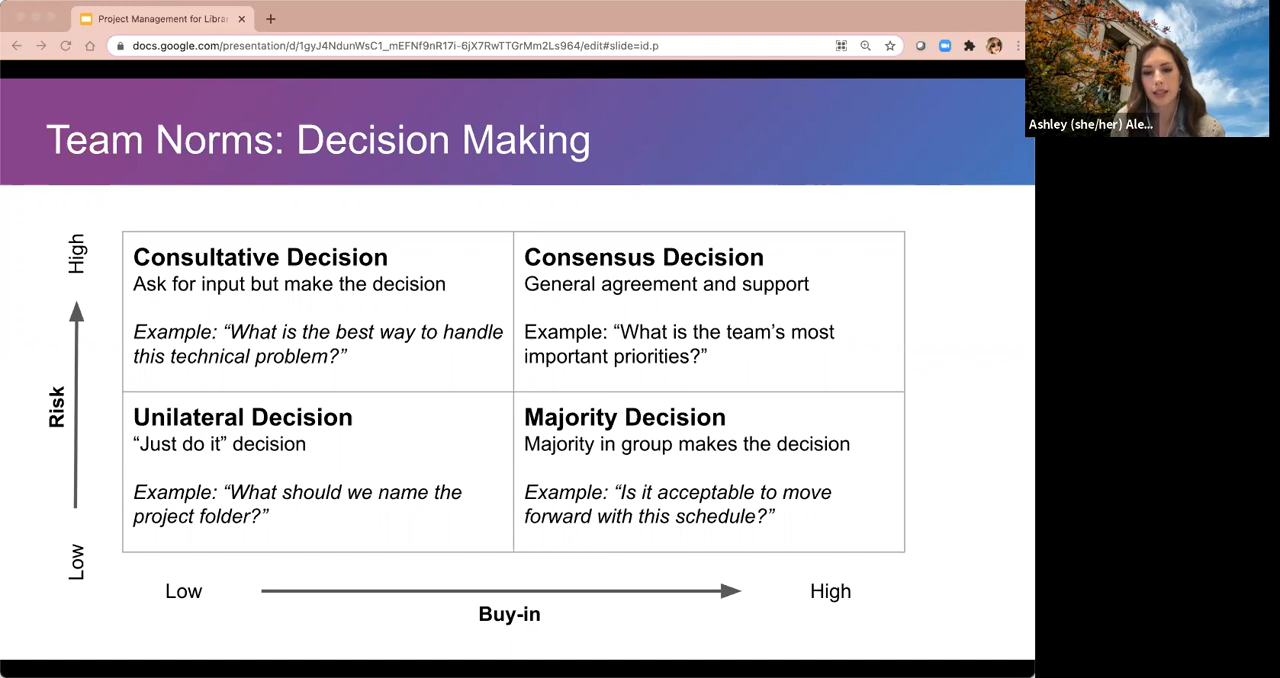 Project Management for Libra
docs.google.com/presentation/d/1gyJ4NdunWsC1_mEFNf9nR17i-6jX7RwTTGrMm2Ls964/edit#slide=id.p
Ashley (she/her) Ale...
Team Norms: Decision Making
High
Risk
Low
Consultative Decision
Ask for input but make the decision
Example: “What is the best way to handle
this technical problem?”
Consensus Decision
General agreement and support
Example: “What is the team’s most
important priorities?”
Unilateral Decision
“Just do it” decision
Example: “What should we name the
project folder?”
Majority Decision
Majority in group makes the decision
Example: “Is it acceptable to move
forward with this schedule?”
Low
High
Buy-in